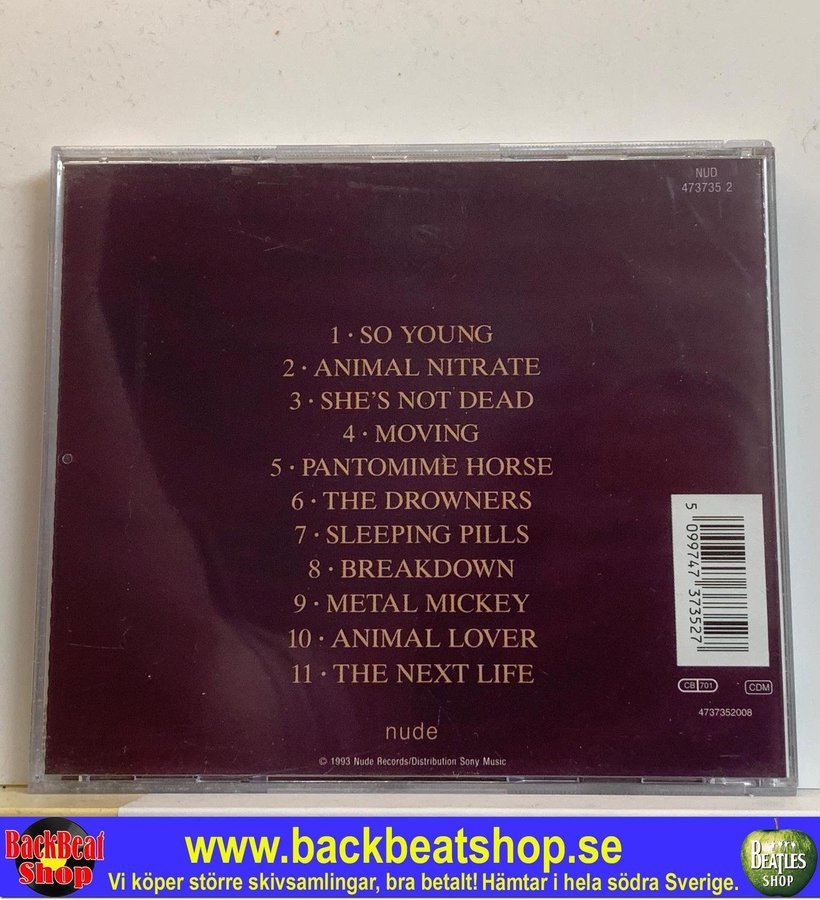 NUD
473735 2
1 · SO YOUNG
2 · ANIMAL NITRATE
3 · SHE'S NOT DEAD
4 · MOVING
5 · PANTOMIME HORSE
6 · THE DROWNERS
7 · SLEEPING PILLS
8 · BREAKDOWN
9 · METAL MICKEY
10 · ANIMAL LOVER
11 · THE NEXT LIFE
5 099747 373527
CB 701
CDM
4737352008
nude
© 1993 Nude Records/Distribution Sony Music
BackBeat
Shop
www.backbeatshop.se
Vi köper större skivsamlingar, bra betalt! Hämtar i hela södra Sverige.
BEATLES
SHOP